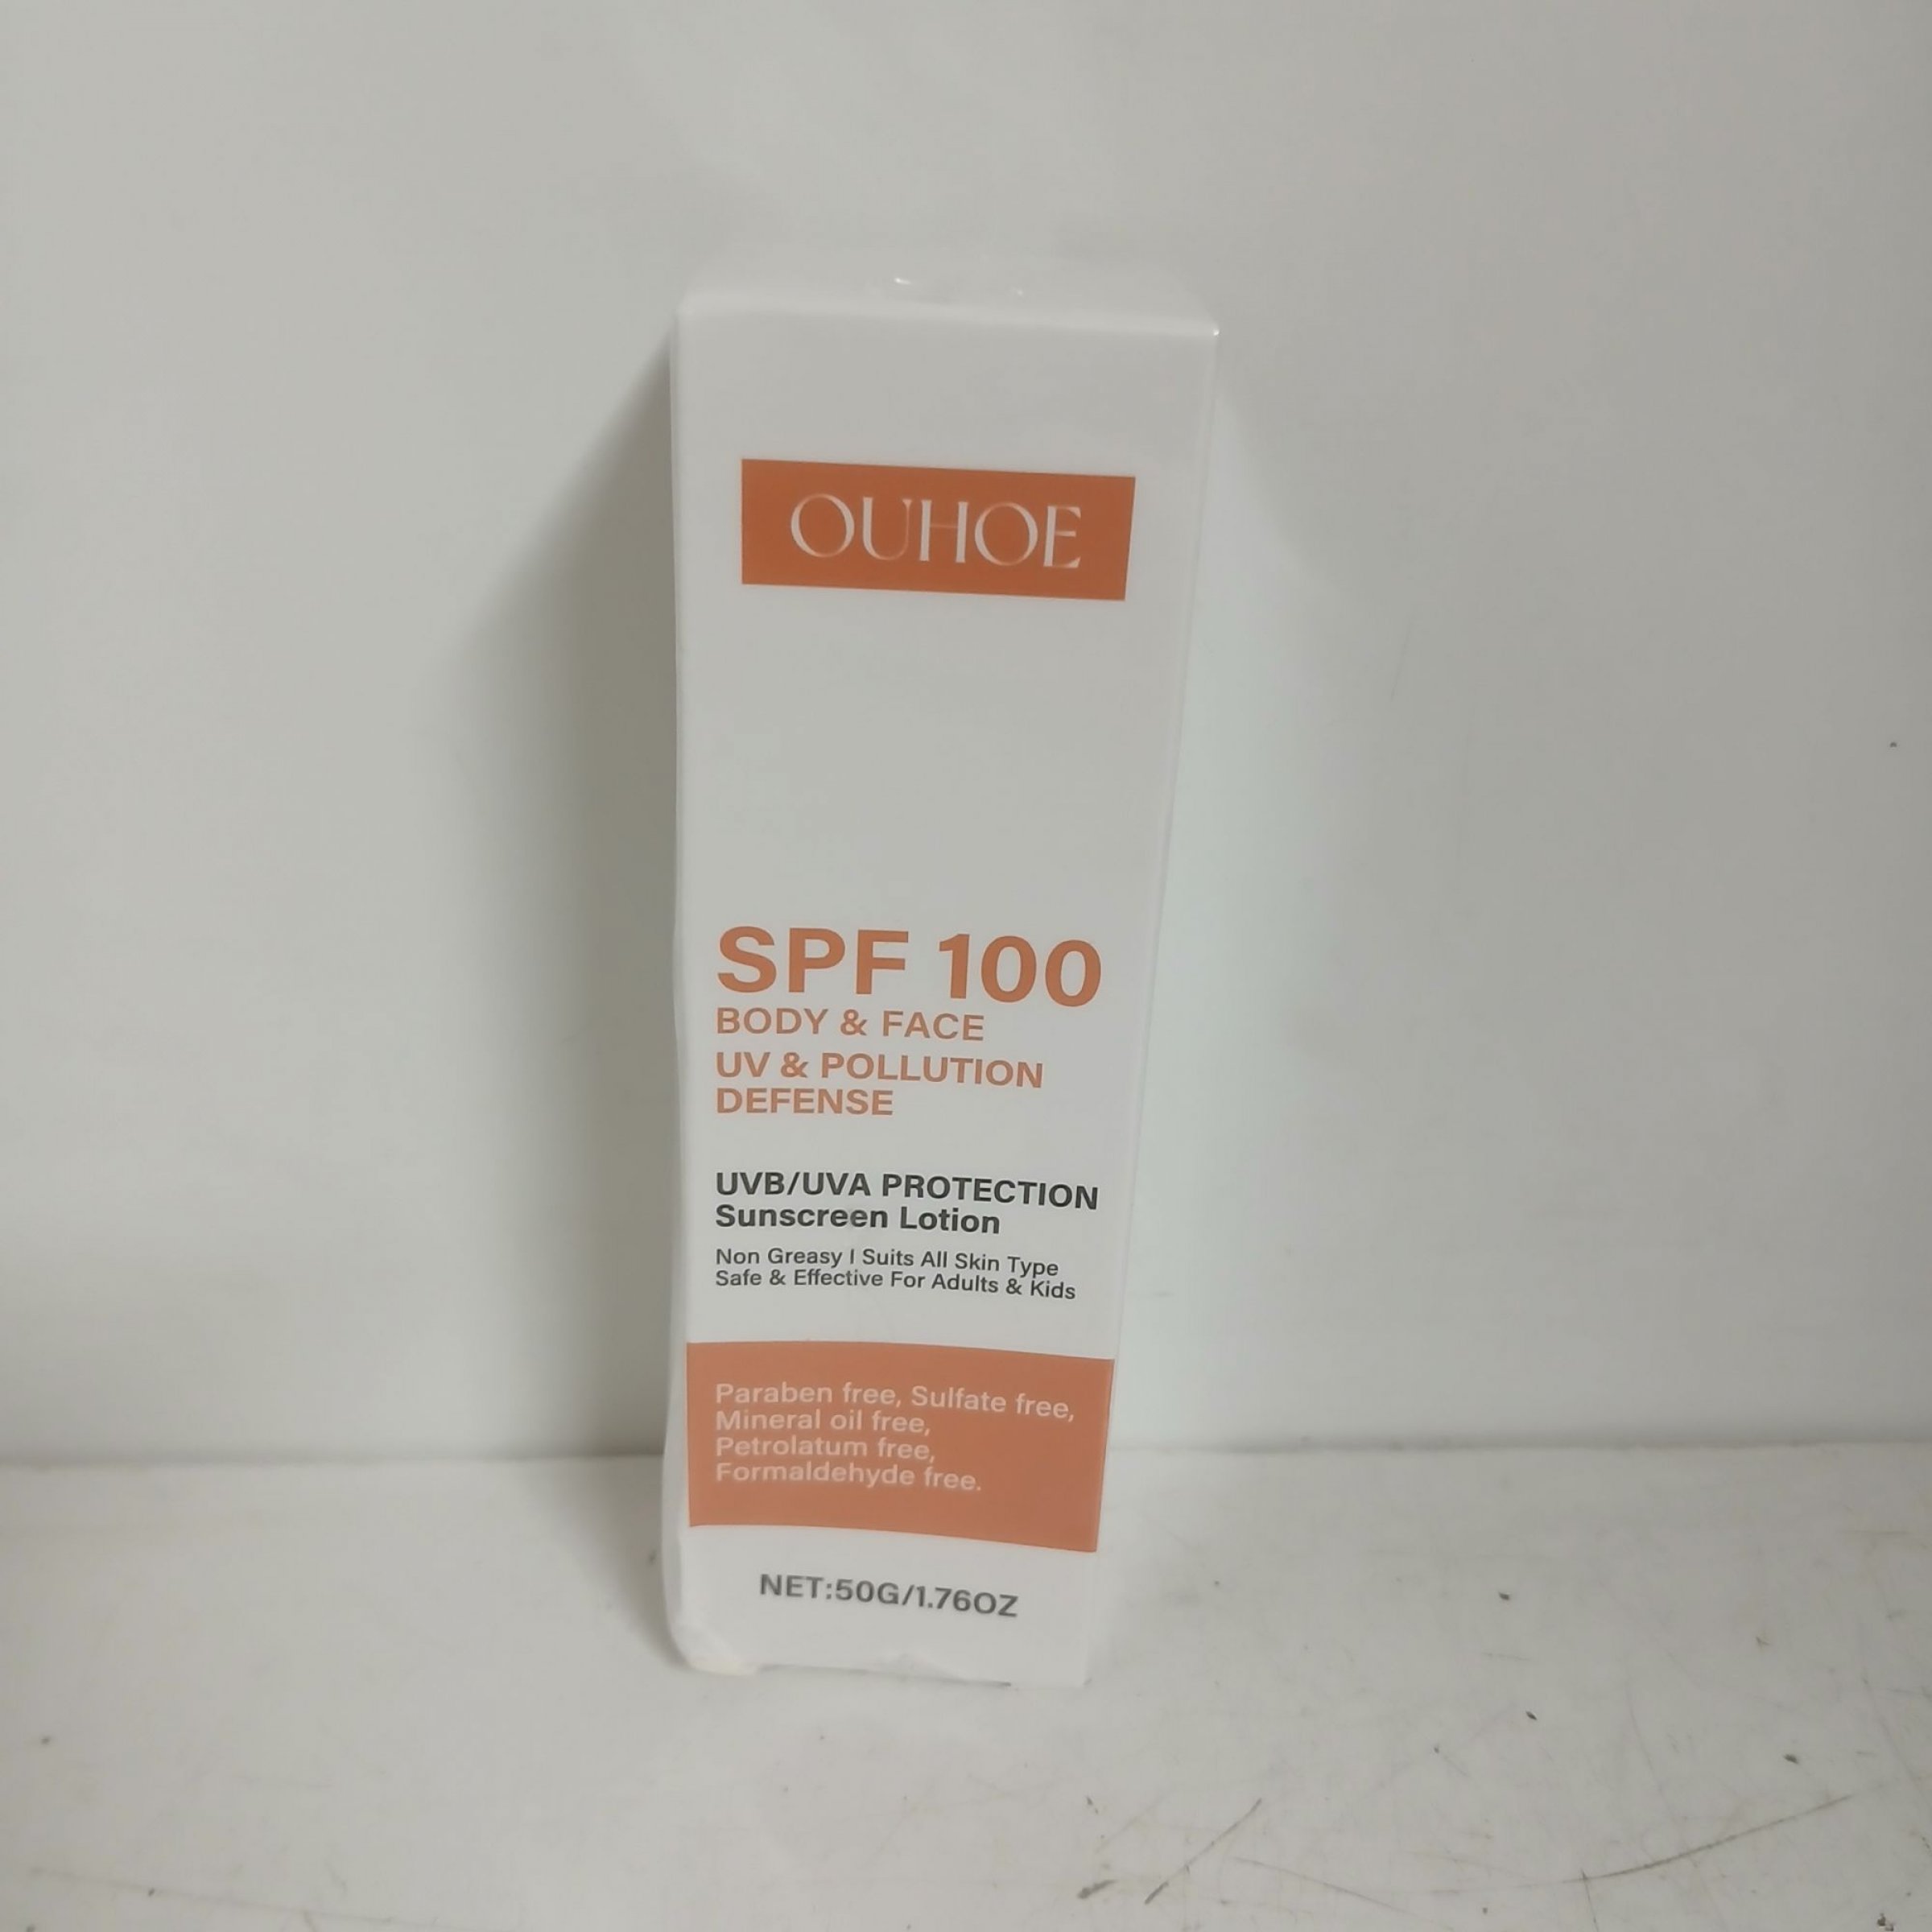 OUHOE
SPF 100
BODY & FACE
UV & POLLUTION
DEFENSE
UVB/UVA PROTECTION
Sunscreen Lotion
Non Greasy | Suits All Skin Type
Safe & Effective For Adults & Kids
Paraben free, Sulfate free,
Mineral oil free,
Petrolatum free,
Formaldehyde free.
NET:50G/1.76OZ